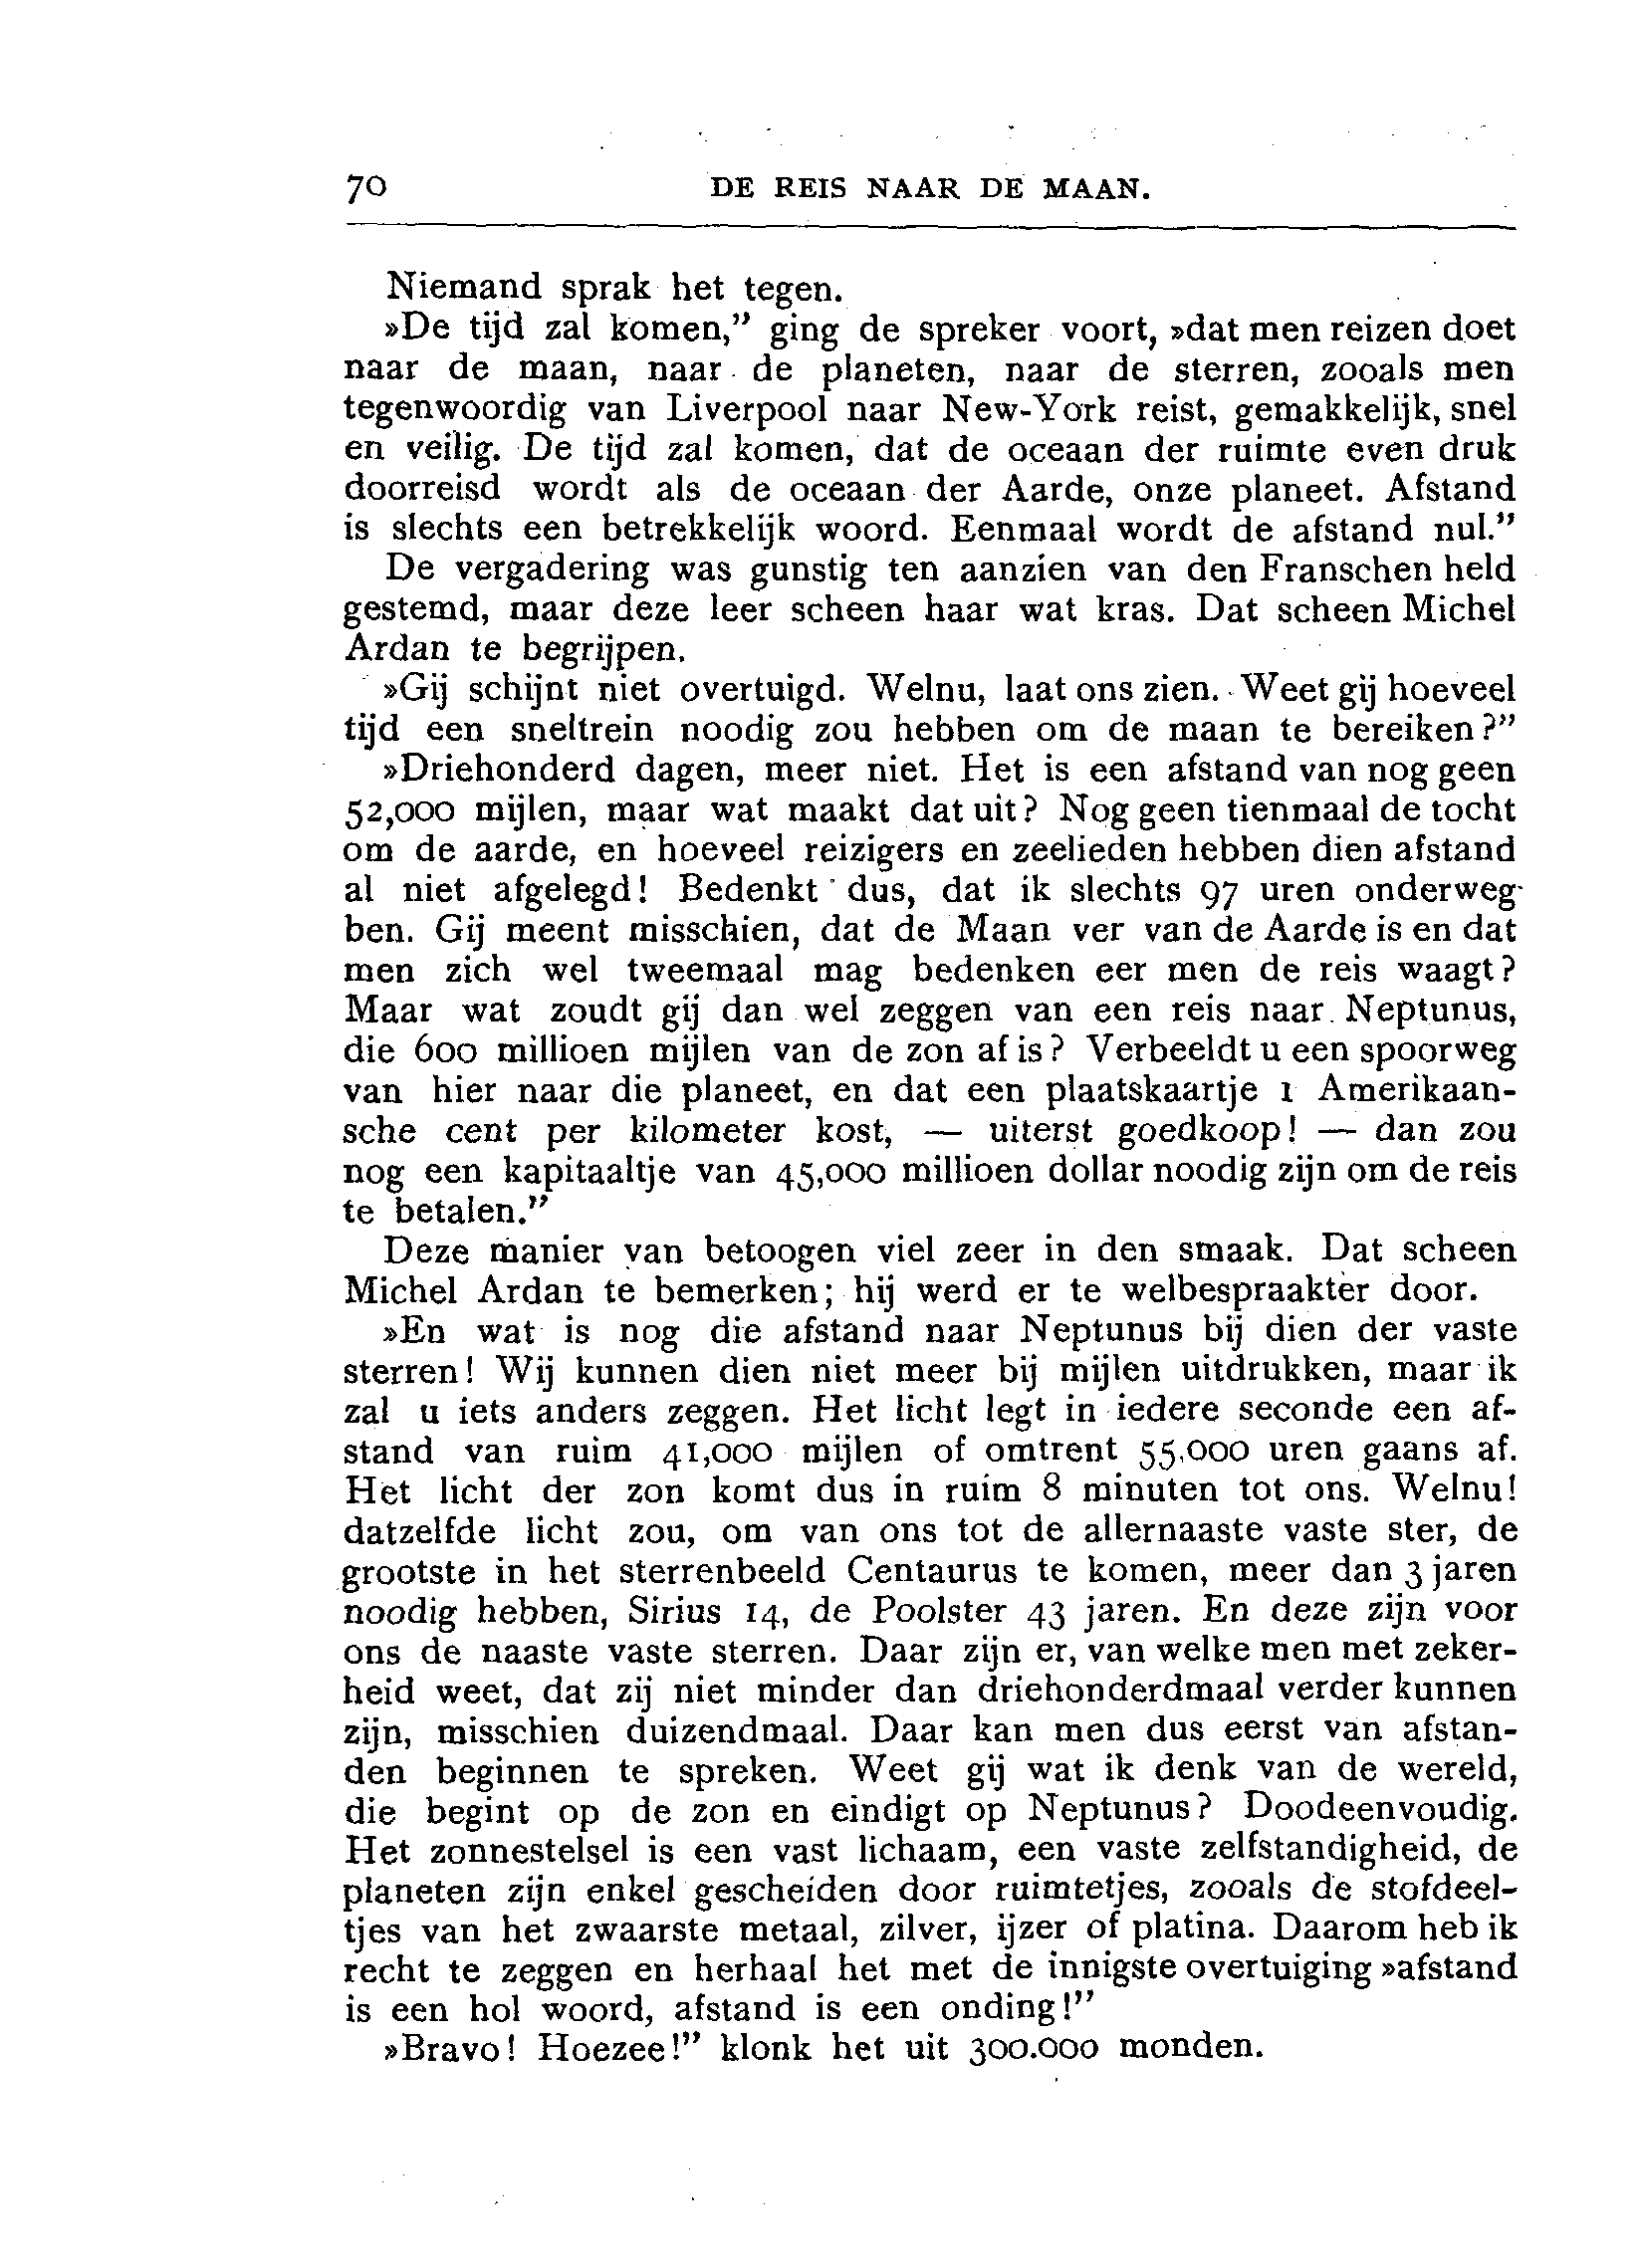 70 DE REIS NAAR DE MAAN.
Niemand sprak het tegen.
»De tijd zal komen,” ging de spreker voort, »dat men reizen doet
naar de maan, naar de planeten, naar de sterren, zooals men
tegenwoordig van Liverpool naar New-York reist, gemakkelijk, snel
en veilig. De tijd zal komen, dat de oceaan der ruimte even druk
doorreisd wordt als de oceaan der Aarde, onze planeet. Afstand
is slechts een betrekkelijk woord. Eenmaal wordt de afstand nul.”
De vergadering was gunstig ten aanzien van den Franschen held
gestemd, maar deze leer scheen haar wat kras. Dat scheen Michel
Ardan te begrijpen.
»Gij schijnt niet overtuigd. Welnu, laat ons zien. Weet gij hoeveel
tijd een sneltrein noodig zou hebben om de maan te bereiken?”
»Driehonderd dagen, meer niet. Het is een afstand van nog geen
52,000 mijlen, maar wat maakt dat uit? Nog geen tienmaal de tocht
om de aarde, en hoeveel reizigers en zeelieden hebben dien afstand
al niet afgelegd! Bedenkt dus, dat ik slechts 97 uren onderweg
ben. Gij meent misschien, dat de Maan ver van de Aarde is en dat
men zich wel tweemaal mag bedenken eer men de reis waagt?
Maar wat zoudt gij dan wel zeggen van een reis naar Neptunus,
die 600 millioen mijlen van de zon af is? Verbeeldt u een spoorweg
van hier naar die planeet, en dat een plaatskaartje 1 Amerikaan-
sche cent per kilometer kost, — uiterst goedkoop! — dan zou
nog een kapitaaltje van 45,000 millioen dollar noodig zijn om de reis
te betalen.”
Deze manier van betoogen viel zeer in den smaak. Dat scheen
Michel Ardan te bemerken; hij werd er te welbespraakter door.
»En wat is nog die afstand naar Neptunus bij dien der vaste
sterren! Wij kunnen dien niet meer bij mijlen uitdrukken, maar ik
zal u iets anders zeggen. Het licht legt in iedere seconde een af-
stand van ruim 41,000 mijlen of omtrent 55.000 uren gaans af.
Het licht der zon komt dus in ruim 8 minuten tot ons. Welnu!
datzelfde licht zou, om van ons tot de allernaaste vaste ster, de
grootste in het sterrenbeeld Centaurus te komen, meer dan 3 jaren
noodig hebben, Sirius 14, de Poolster 43 jaren. En deze zijn voor
ons de naaste vaste sterren. Daar zijn er, van welke men met zeker-
heid weet, dat zij niet minder dan driehonderdmaal verder kunnen
zijn, misschien duizendmaal. Daar kan men dus eerst van afstan-
den beginnen te spreken. Weet gij wat ik denk van de wereld,
die begint op de zon en eindigt op Neptunus? Doodeenvoudig.
Het zonnestelsel is een vast lichaam, een vaste zelfstandigheid, de
planeten zijn enkel gescheiden door ruimtetjes, zooals de stofdeel-
tjes van het zwaarste metaal, zilver, ijzer of platina. Daarom heb ik
recht te zeggen en herhaal het met de innigste overtuiging »afstand
is een hol woord, afstand is een onding!”
»Bravo! Hoezee!” klonk het uit 300.000 monden.